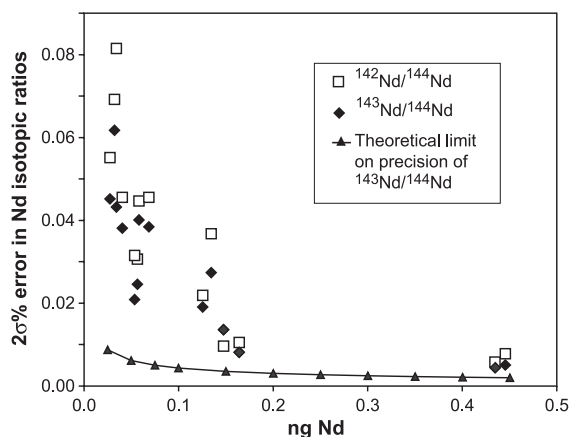 2σ% error in Nd isotopic ratios
0.08
0.06
0.04
0.02
0.00
0.0 0.1 0.2 0.3 0.4 0.5
ng Nd
¹⁴²Nd/¹⁴⁴Nd
¹⁴³Nd/¹⁴⁴Nd
Theoretical limit
on precision of
¹⁴³Nd/¹⁴⁴Nd